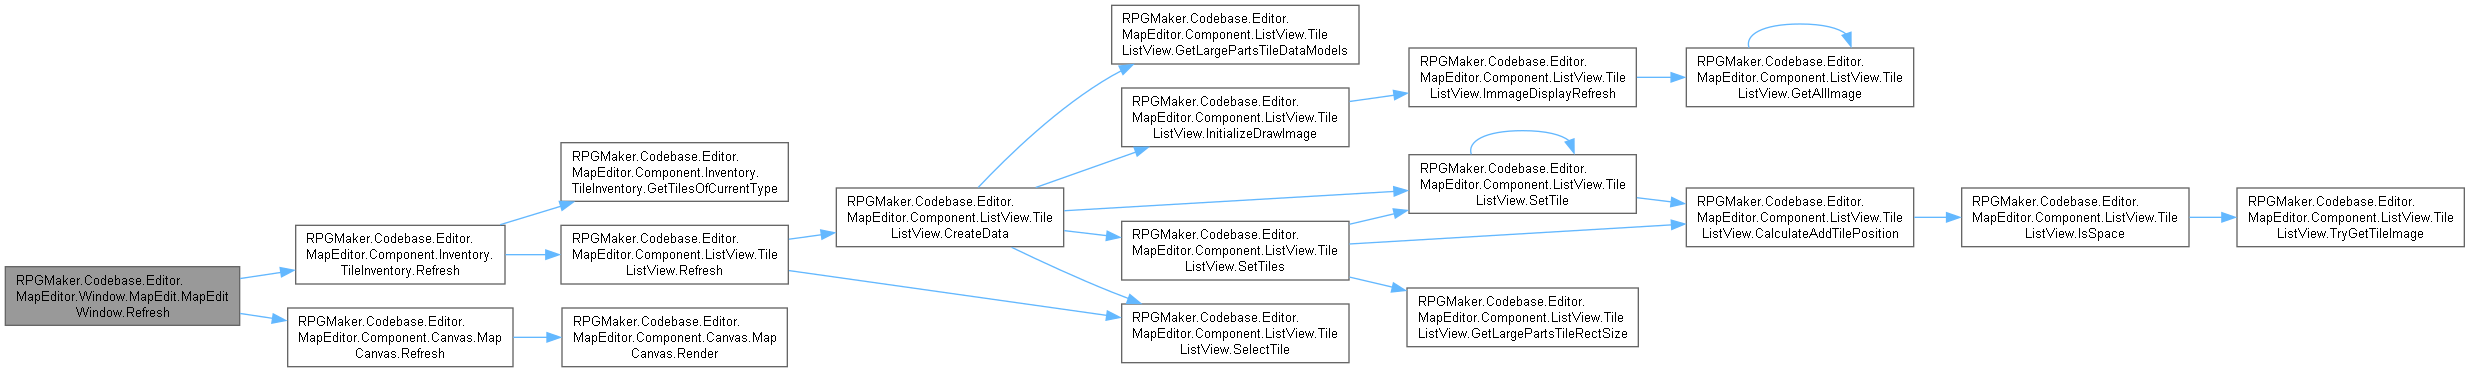 RPGMaker.Codebase.Editor.
MapEditor.Window.MapEdit.MapEdit
Window.Refresh
RPGMaker.Codebase.Editor.
MapEditor.Component.Inventory.
TileInventory.Refresh
RPGMaker.Codebase.Editor.
MapEditor.Component.Canvas.Map
Canvas.Refresh
RPGMaker.Codebase.Editor.
MapEditor.Component.Inventory.
TileInventory.GetTilesOfCurrentType
RPGMaker.Codebase.Editor.
MapEditor.Component.ListView.Tile
ListView.Refresh
RPGMaker.Codebase.Editor.
MapEditor.Component.Canvas.Map
Canvas.Render
RPGMaker.Codebase.Editor.
MapEditor.Component.ListView.Tile
ListView.CreateData
RPGMaker.Codebase.Editor.
MapEditor.Component.ListView.Tile
ListView.GetLargePartsTileDataModels
RPGMaker.Codebase.Editor.
MapEditor.Component.ListView.Tile
ListView.InitializeDrawImage
RPGMaker.Codebase.Editor.
MapEditor.Component.ListView.Tile
ListView.SetTiles
RPGMaker.Codebase.Editor.
MapEditor.Component.ListView.Tile
ListView.SelectTile
RPGMaker.Codebase.Editor.
MapEditor.Component.ListView.Tile
ListView.ImmageDisplayRefresh
RPGMaker.Codebase.Editor.
MapEditor.Component.ListView.Tile
ListView.SetTile
RPGMaker.Codebase.Editor.
MapEditor.Component.ListView.Tile
ListView.GetLargePartsTileRectSize
RPGMaker.Codebase.Editor.
MapEditor.Component.ListView.Tile
ListView.GetAllImage
RPGMaker.Codebase.Editor.
MapEditor.Component.ListView.Tile
ListView.CalculateAddTilePosition
RPGMaker.Codebase.Editor.
MapEditor.Component.ListView.Tile
ListView.IsSpace
RPGMaker.Codebase.Editor.
MapEditor.Component.ListView.Tile
ListView.TryGetTileImage